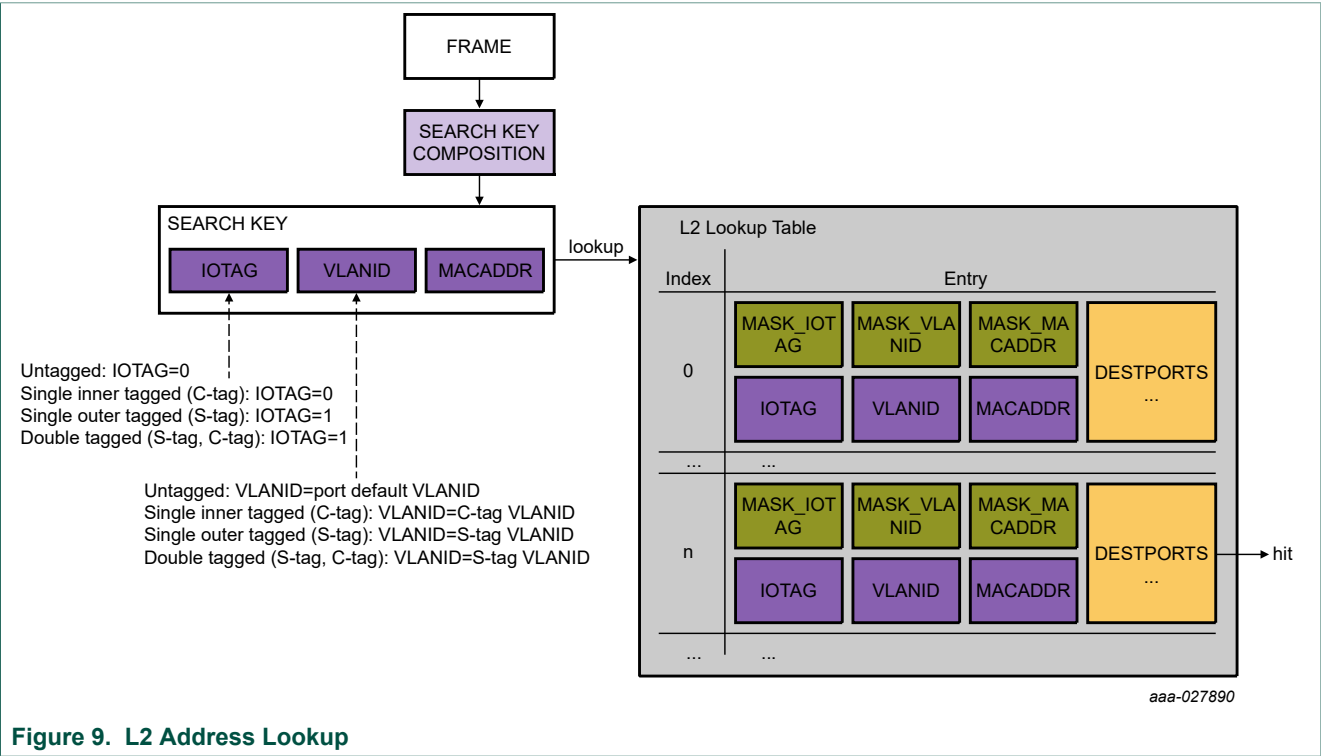 FRAME
SEARCH KEY
COMPOSITION
SEARCH KEY
IOTAG VLANID MACADDR
lookup
Untagged: IOTAG=0
Single inner tagged (C-tag): IOTAG=0
Single outer tagged (S-tag): IOTAG=1
Double tagged (S-tag, C-tag): IOTAG=1
Untagged: VLANID=port default VLANID
Single inner tagged (C-tag): VLANID=C-tag VLANID
Single outer tagged (S-tag): VLANID=S-tag VLANID
Double tagged (S-tag, C-tag): VLANID=S-tag VLANID
L2 Lookup Table
Index Entry
0
MASK_IOT
AG
MASK_VLA
NID
MASK_MA
CADDR
IOTAG VLANID MACADDR
DESTPORTS
...
... ...
n
MASK_IOT
AG
MASK_VLA
NID
MASK_MA
CADDR
IOTAG VLANID MACADDR
DESTPORTS
...
hit
... ...
aaa-027890
Figure 9. L2 Address Lookup